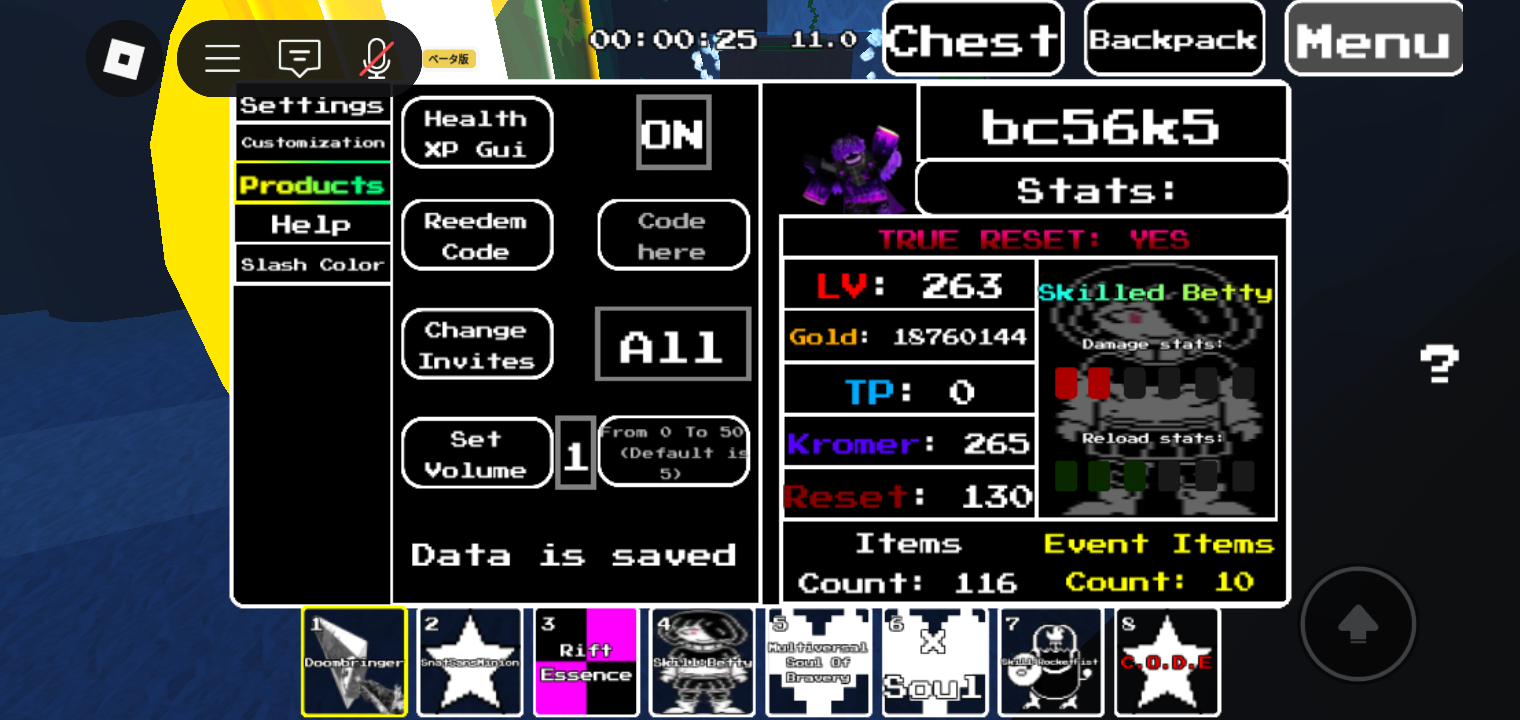 ベータ版
00:00:25 11.0
Chest
Backpack
Menu
Settings
Customization
Products
Help
Slash Color
Health
XP Gui
ON
Reedem
Code
Code
here
Change
Invites
All
Set
Volume
1
From 0 To 50
(Default is
5)
Data is saved
bc56k5
Stats:
TRUE RESET: YES
LV: 263
Gold: 18760144
TP: 0
Kromer: 265
Reset: 130
Skilled Betty
Damage stats:
Reload stats:
Items
Count: 116
Event Items
Count: 10
?
1
Doombringer
2
SnatSansMinion
3
Rift
Essence
4
Skill:Betty
5
Multiversal
Soul Of
Bravery
6
X
Soul
7
8
C.O.D.E